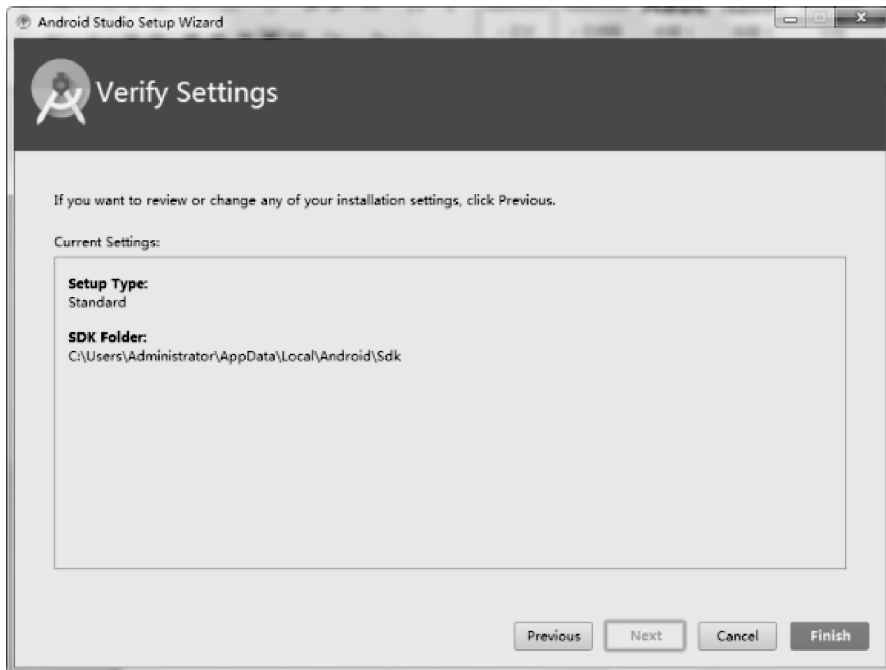 Android Studio Setup Wizard
Verify Settings
If you want to review or change any of your installation settings, click Previous.
Current Settings:
Setup Type:
Standard
SDK Folder:
C:\Users\Administrator\AppData\Local\Android\Sdk
Previous
Next
Cancel
Finish